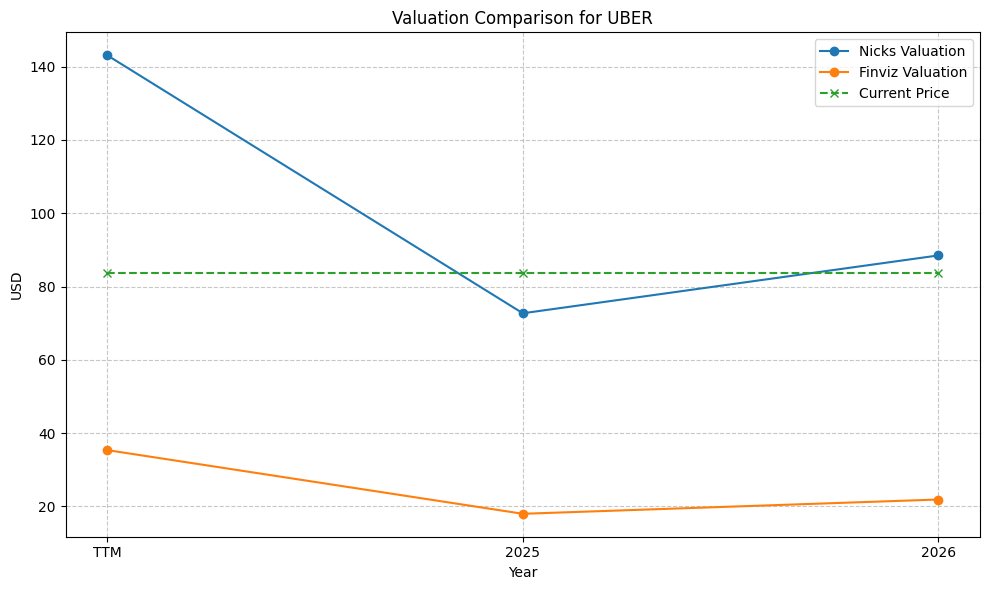 Valuation Comparison for UBER
Nicks Valuation
Finviz Valuation
Current Price
USD
140
120
100
80
60
40
20
TTM
2025
2026
Year